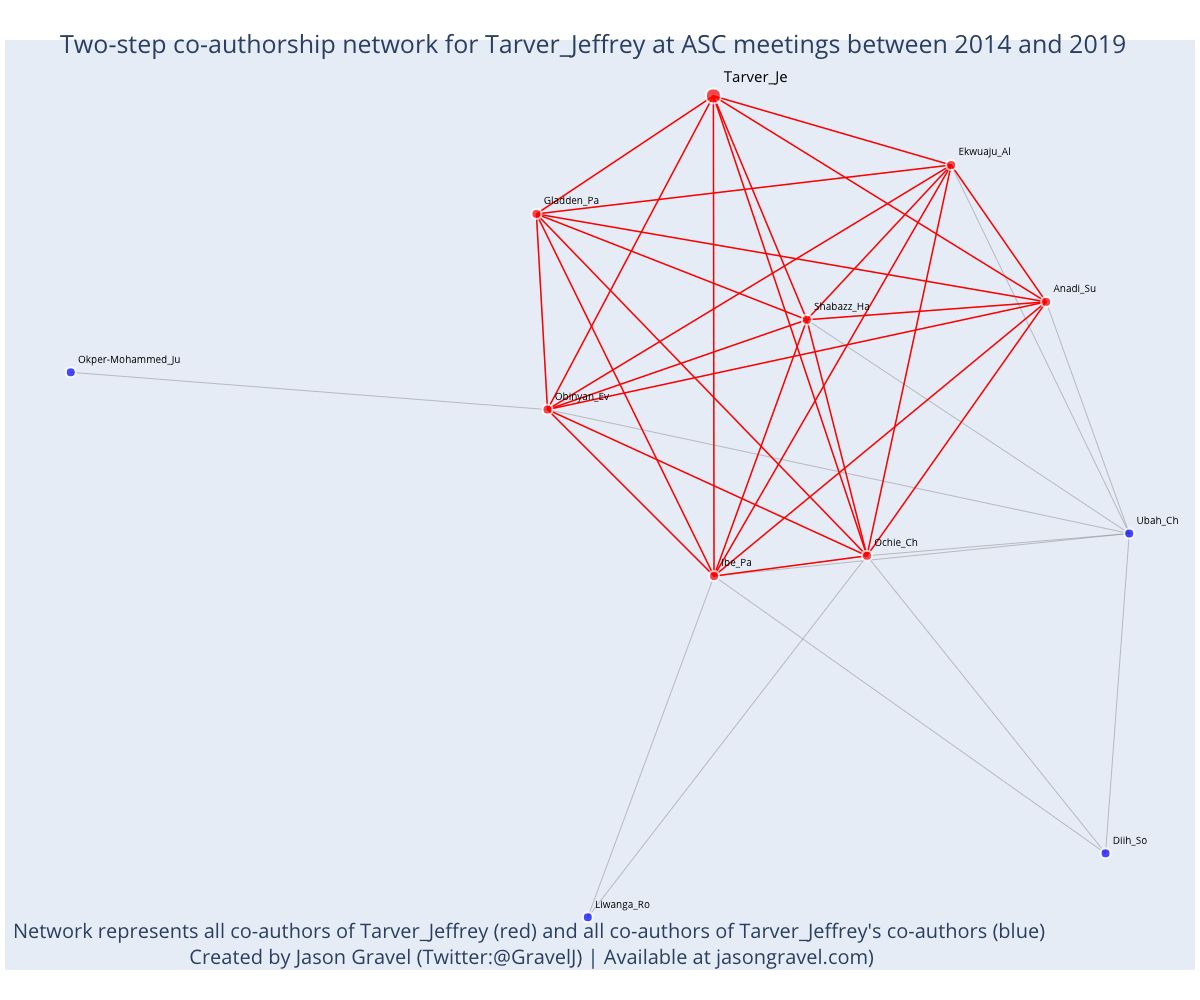 Two-step co-authorship network for Tarver_Jeffrey at ASC meetings between 2014 and 2019
Tarver_Je
Ekwuaju_Al
Gladden_Pa
Anadi_Su
Shabazz_Ha
Okper-Mohammed_Ju
Obinyan_Ev
Ubah_Ch
Ochie_Ch
Ibe_Pa
Diih_So
Liwanga_Ro
Network represents all co-authors of Tarver_Jeffrey (red) and all co-authors of Tarver_Jeffrey's co-authors (blue)
Created by Jason Gravel (Twitter:@GravelJ) | Available at jasongravel.com)